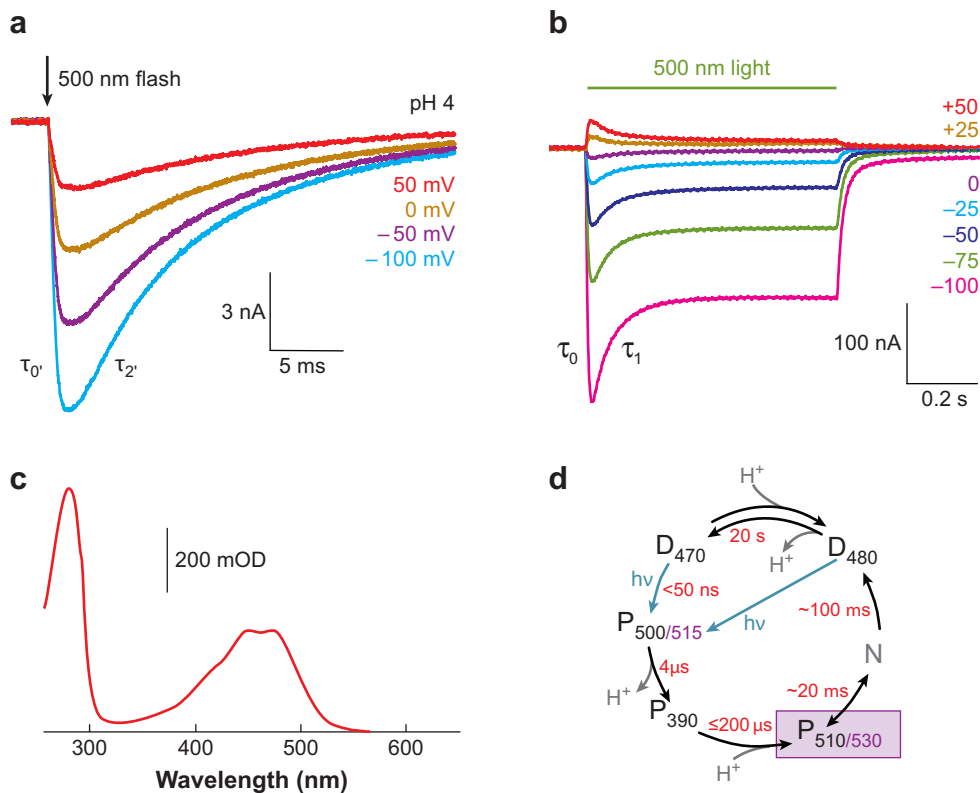 a
500 nm flash
pH 4
50 mV
0 mV
–50 mV
–100 mV
3 nA
5 ms
τ0'
τ2'
b
500 nm light
+50
+25
0
–25
–50
–75
–100
τ0
τ1
100 nA
0.2 s
c
200 mOD
300
400
500
600
Wavelength (nm)
d
H+
20 s
D470
H+
D480
hν
<50 ns
hν
~100 ms
P500/515
N
4μs
H+
~20 ms
P390
≤200 μs
P510/530
H+